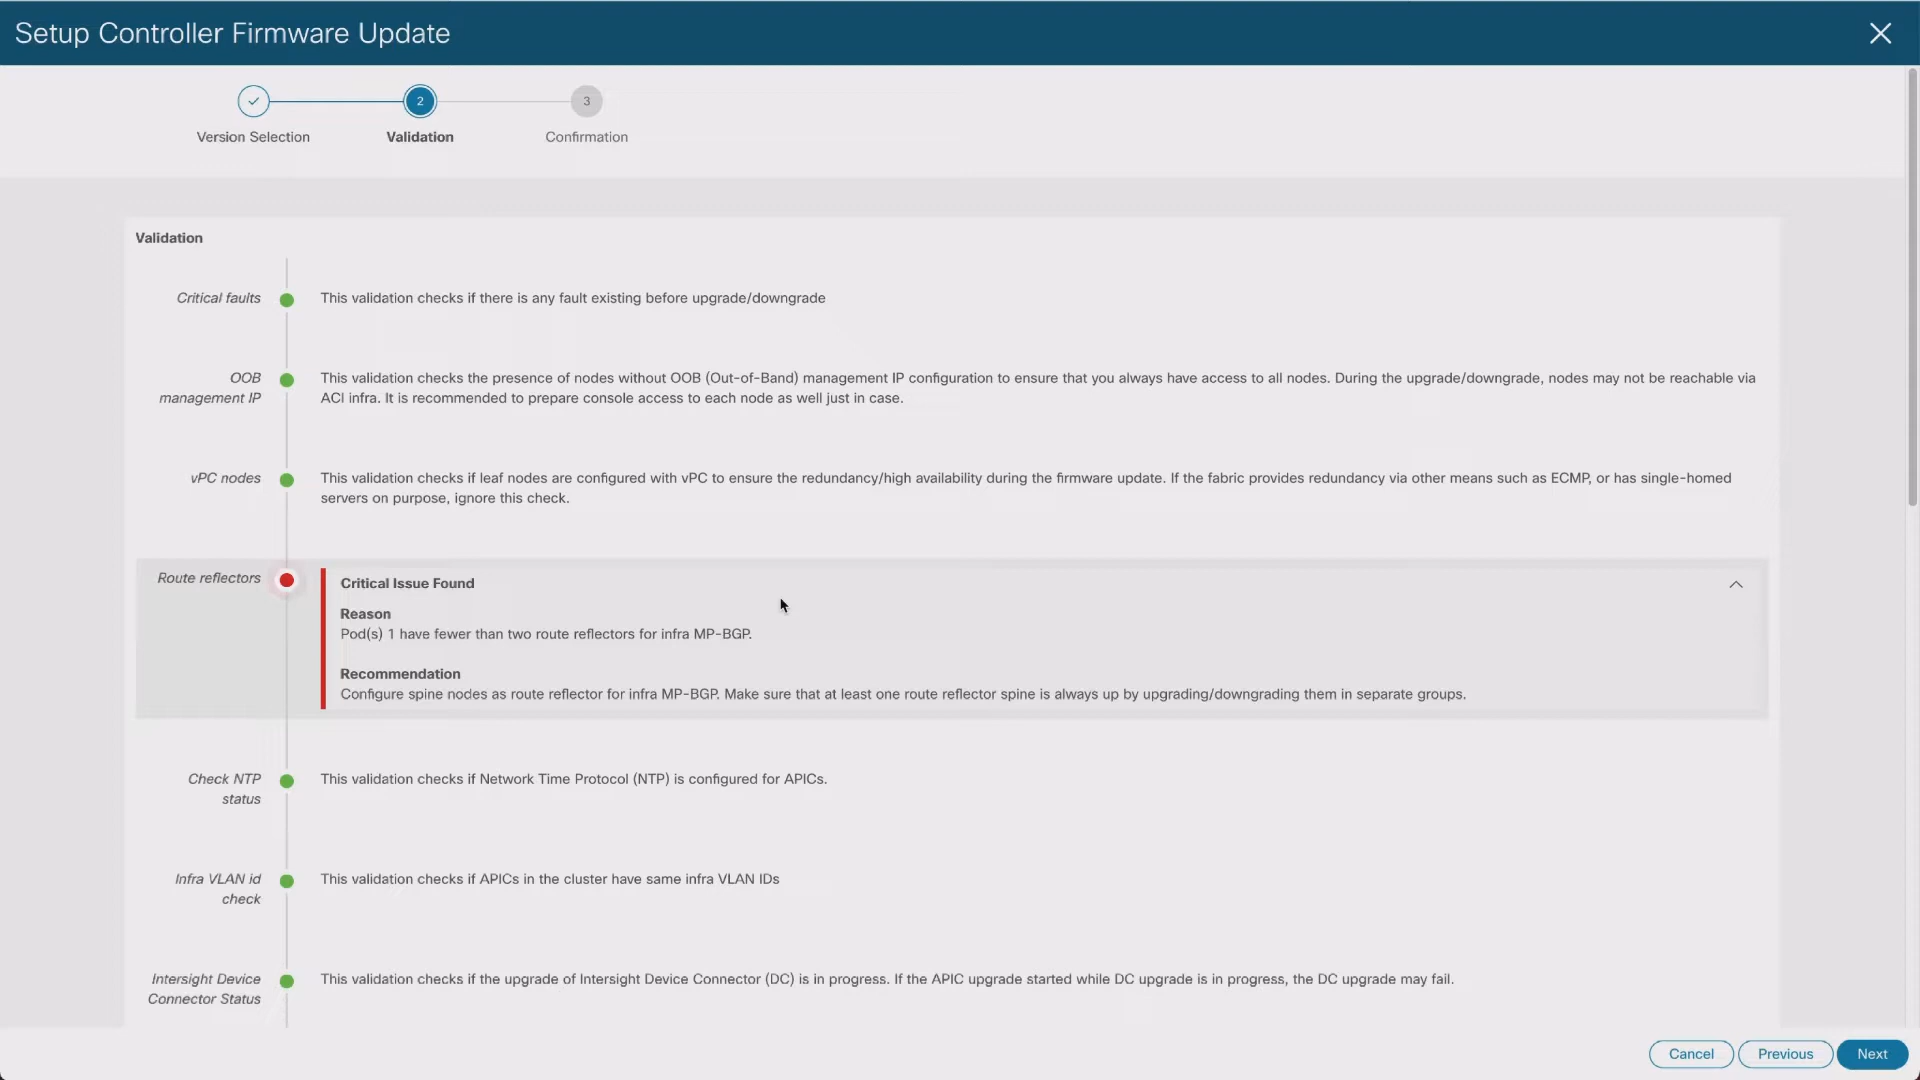 Setup Controller Firmware Update
2
3
Version Selection
Validation
Confirmation
Validation
Critical faults
This validation checks if there is any fault existing before upgrade/downgrade
OOB
management IP
This validation checks the presence of nodes without OOB (Out-of-Band) management IP configuration to ensure that you always have access to all nodes. During the upgrade/downgrade, nodes may not be reachable via
ACI infra. It is recommended to prepare console access to each node as well just in case.
vPC nodes
This validation checks if leaf nodes are configured with vPC to ensure the redundancy/high availability during the firmware update. If the fabric provides redundancy via other means such as ECMP, or has single-homed
servers on purpose, ignore this check.
Route reflectors
Critical Issue Found
Reason
Pod(s) 1 have fewer than two route reflectors for infra MP-BGP.
Recommendation
Configure spine nodes as route reflector for infra MP-BGP. Make sure that at least one route reflector spine is always up by upgrading/downgrading them in separate groups.
Check NTP
status
This validation checks if Network Time Protocol (NTP) is configured for APICs.
Infra VLAN id
check
This validation checks if APICs in the cluster have same infra VLAN IDs
Intersight Device
Connector Status
This validation checks if the upgrade of Intersight Device Connector (DC) is in progress. If the APIC upgrade started while DC upgrade is in progress, the DC upgrade may fail.
Cancel
Previous
Next